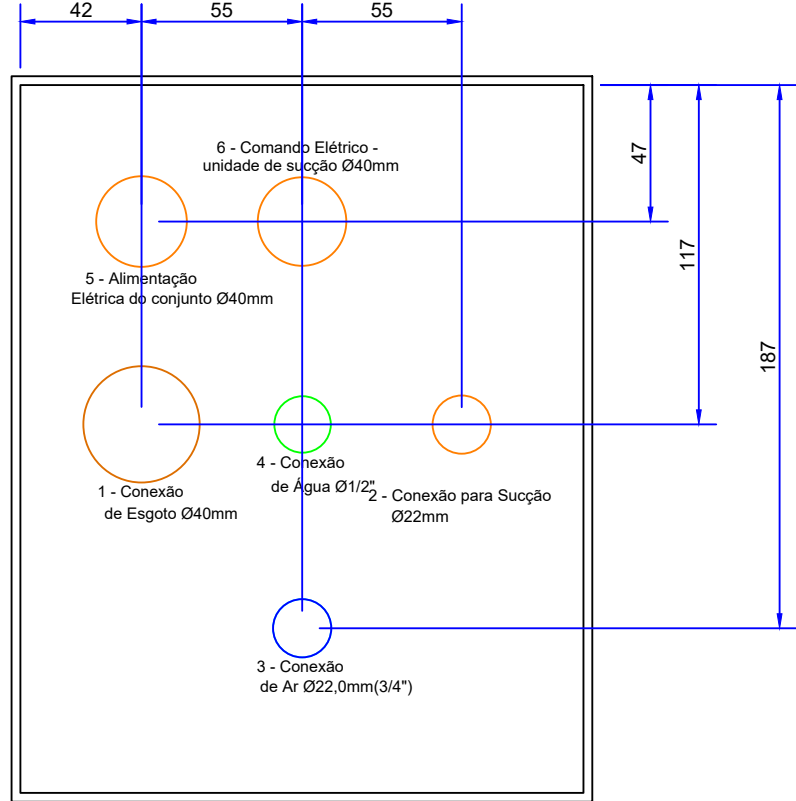 42
55
55
6 - Comando Elétrico -
unidade de sucção Ø40mm
47
5 - Alimentação
Elétrica do conjunto Ø40mm
117
187
4 - Conexão
de Água Ø1/2"
1 - Conexão
de Esgoto Ø40mm
2 - Conexão para Sucção
Ø22mm
3 - Conexão
de Ar Ø22,0mm(3/4")